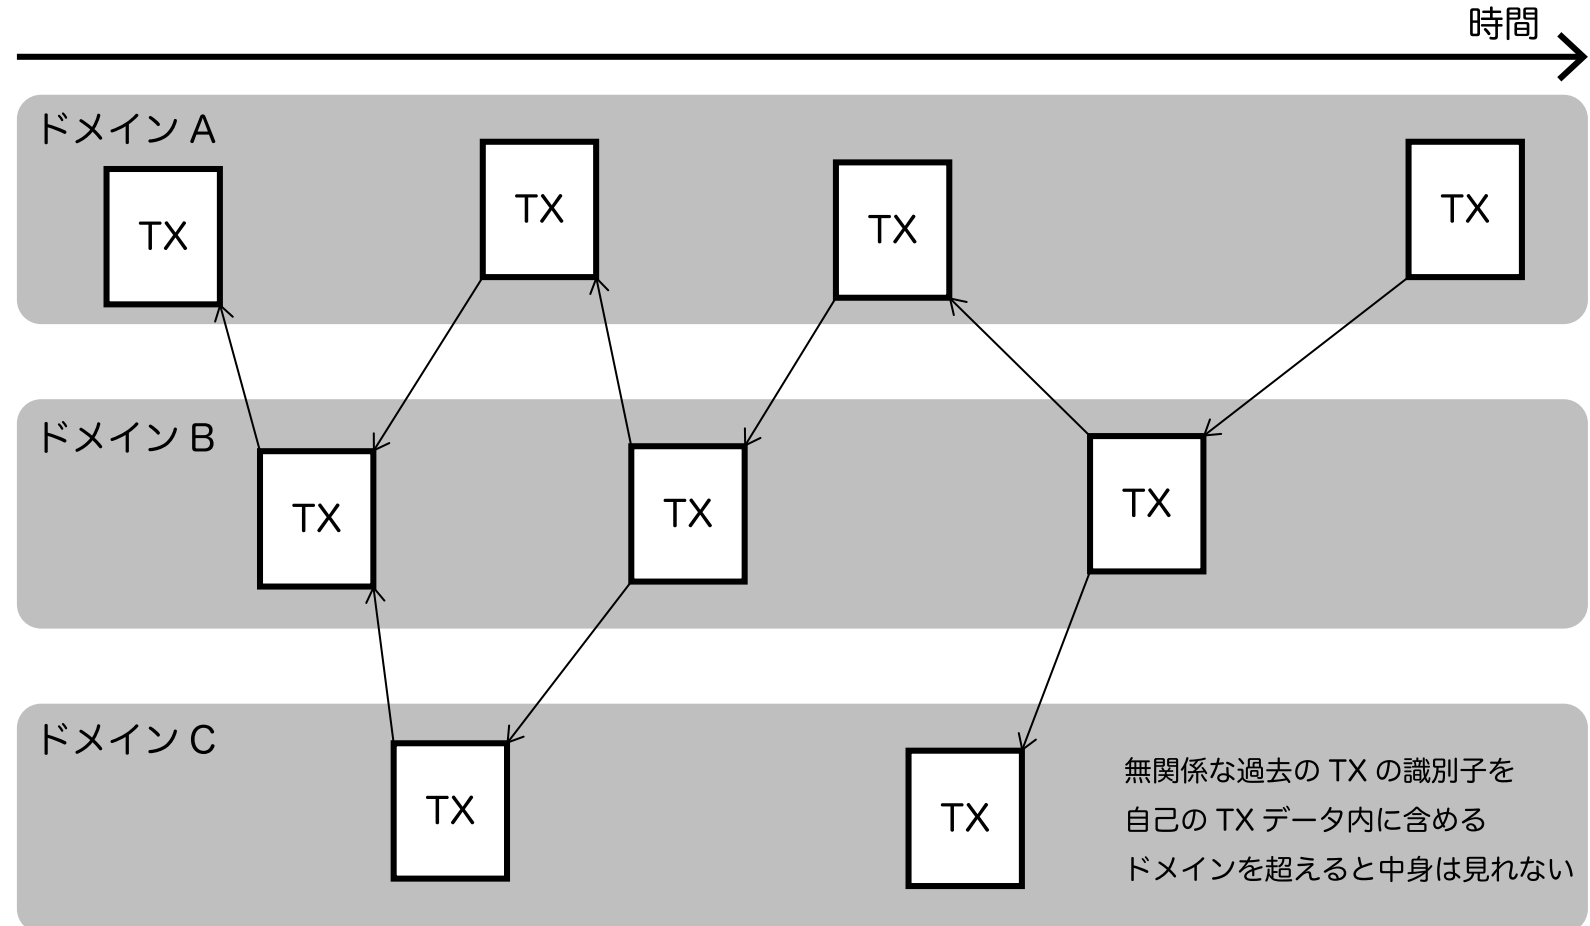 時間
ドメイン A
TX
TX
TX
TX
ドメイン B
TX
TX
TX
ドメイン C
TX
TX
無関係な過去の TX の識別子を
自己の TX データ内に含める
ドメインを超えると中身は見れない